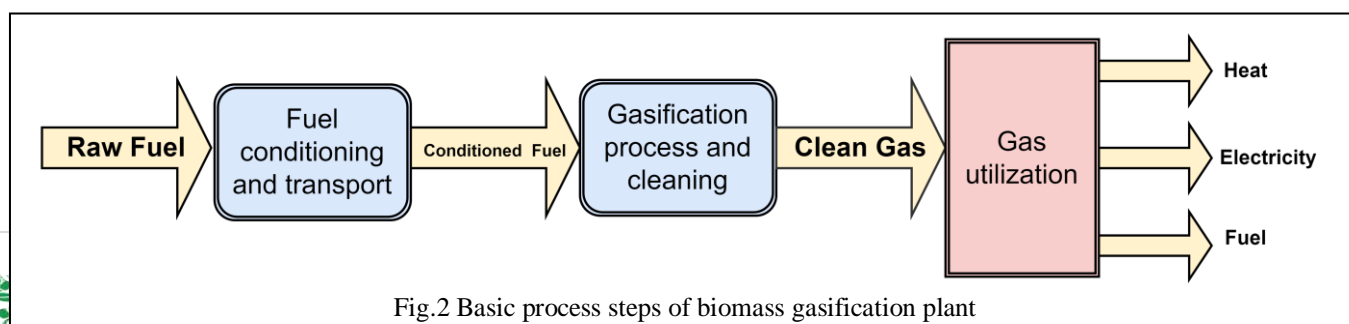 Raw Fuel
Fuel
conditioning
and transport
Conditioned Fuel
Gasification
process and
cleaning
Clean Gas
Gas
utilization
Heat
Electricity
Fuel
Fig.2 Basic process steps of biomass gasification plant